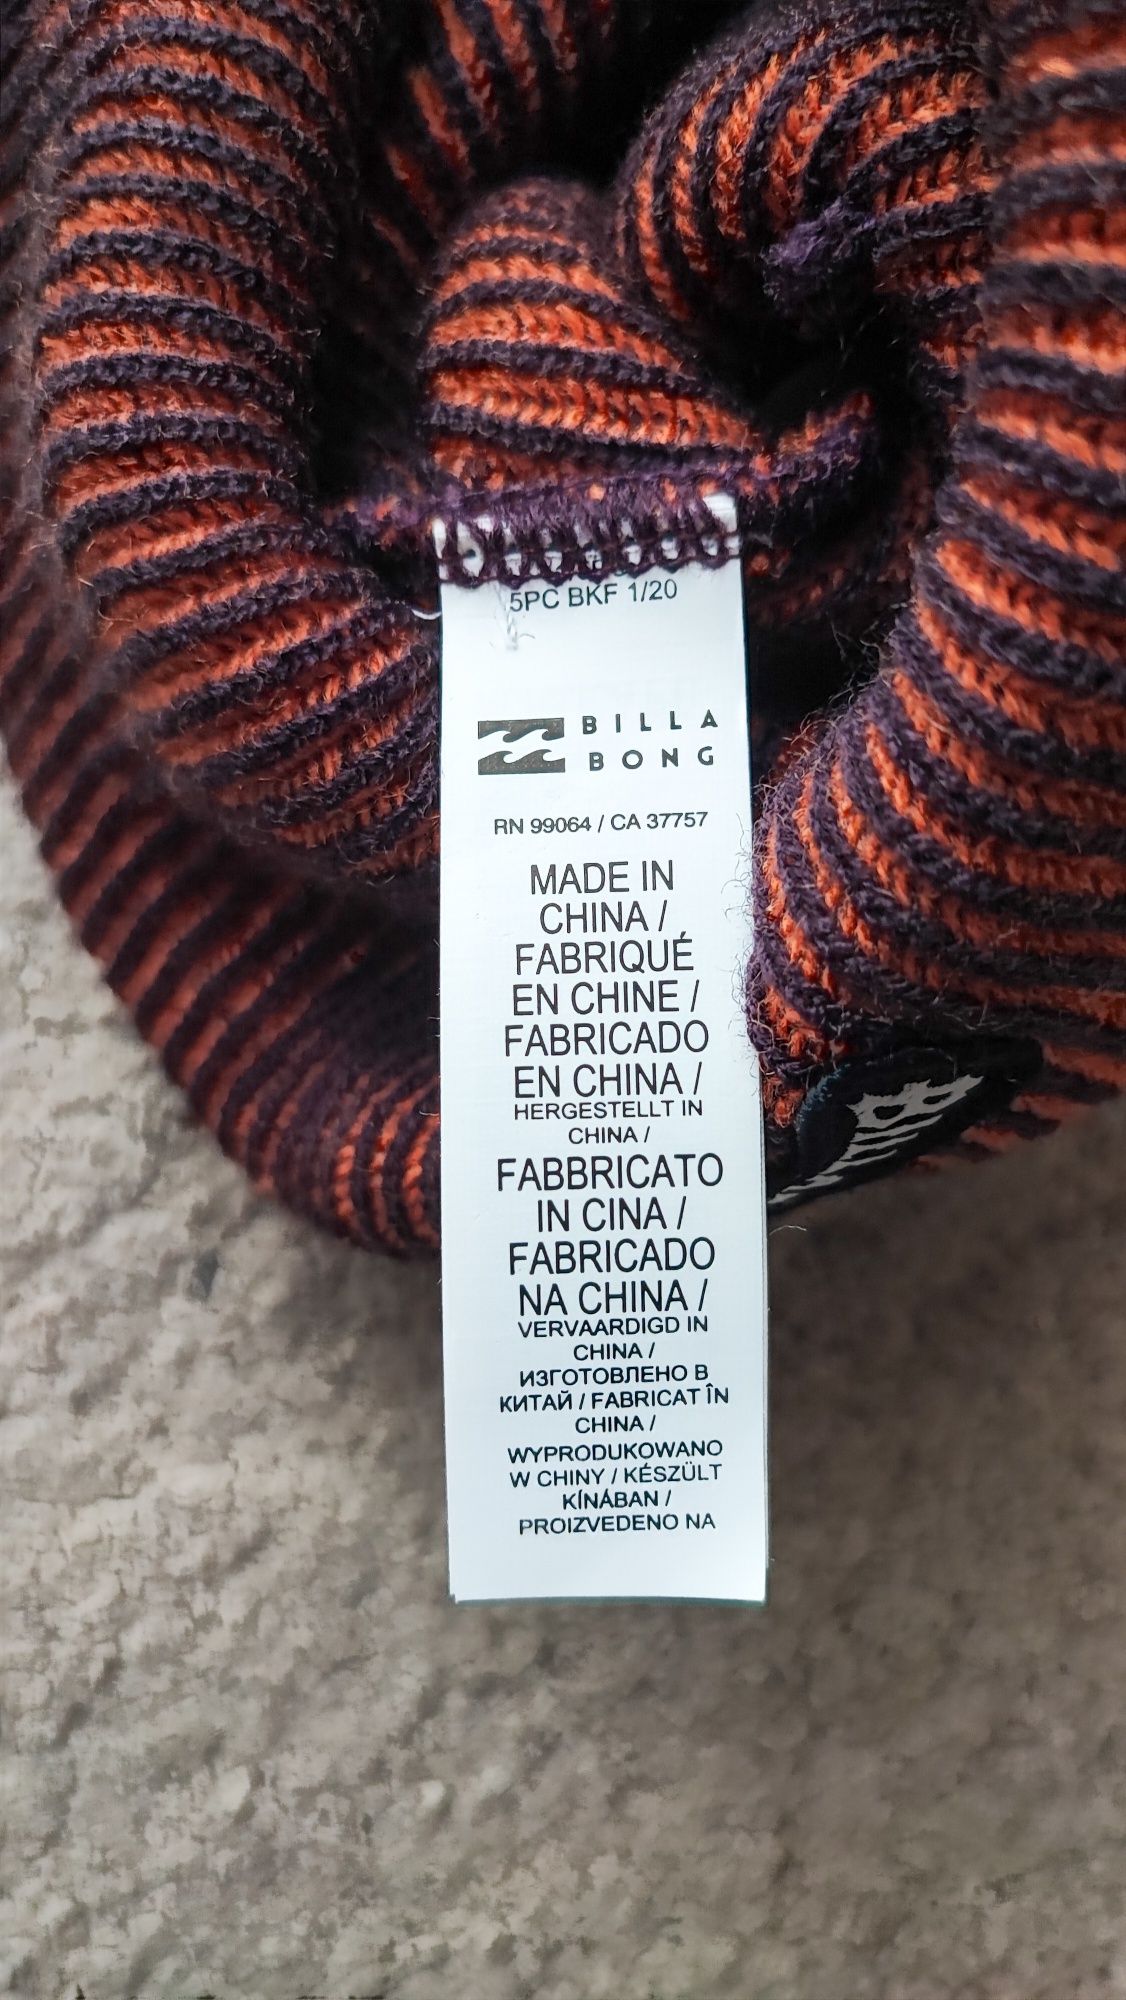 5PC BKF 1/20
BILLA
BONG
RN 99064 / CA 37757
MADE IN
CHINA /
FABRIQUÉ
EN CHINE /
FABRICADO
EN CHINA /
HERGESTELLT IN
CHINA /
FABBRICATO
IN CINA /
FABRICADO
NA CHINA /
VERVAARDIGD IN
CHINA /
ИЗГОТОВЛЕНО В
КИТАЙ / FABRICAT ÎN
CHINA /
WYPRODUKOWANO
W CHINY / KÉSZÜLT
KÍNÁBAN /
PROIZVEDENO NA